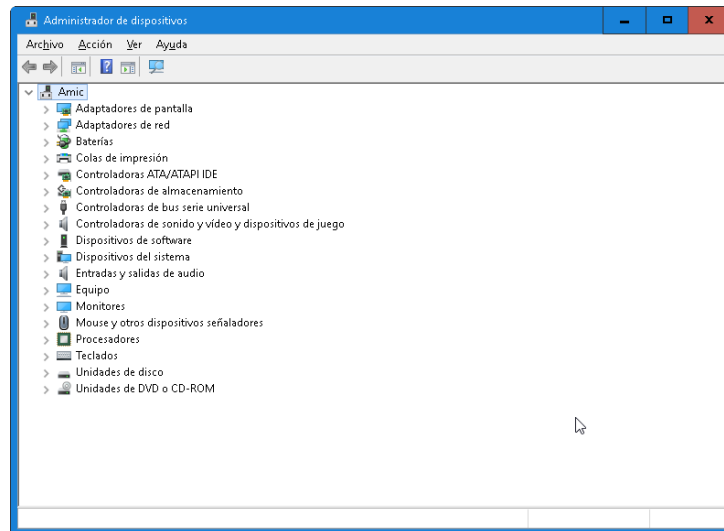 Administrador de dispositivos
Archivo Acción Ver Ayuda
Amic
Adaptadores de pantalla
Adaptadores de red
Baterías
Colas de impresión
Controladoras ATA/ATAPI IDE
Controladoras de almacenamiento
Controladoras de bus serie universal
Controladoras de sonido y vídeo y dispositivos de juego
Dispositivos de software
Dispositivos del sistema
Entradas y salidas de audio
Equipo
Monitores
Mouse y otros dispositivos señaladores
Procesadores
Teclados
Unidades de disco
Unidades de DVD o CD-ROM